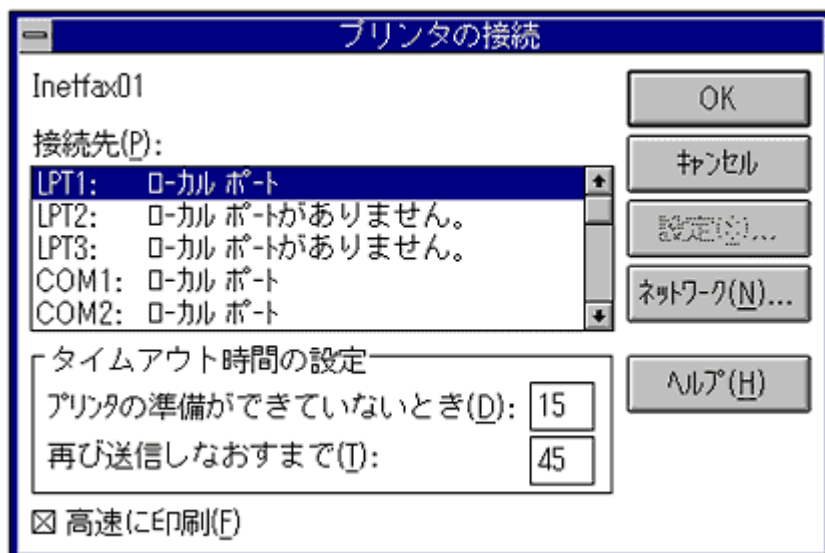 プリンタの接続
Inetfax01
接続先(P):
LPT1: ﾛｰｶﾙ ﾎﾟｰﾄ
LPT2: ﾛｰｶﾙ ﾎﾟｰﾄがありません。
LPT3: ﾛｰｶﾙ ﾎﾟｰﾄがありません。
COM1: ﾛｰｶﾙ ﾎﾟｰﾄ
COM2: ﾛｰｶﾙ ﾎﾟｰﾄ
タイムアウト時間の設定
ﾌﾟﾘﾝﾀの準備ができていないとき(D): 15
再び送信しなおすまで(T): 45
高速に印刷(F)
OK
ｷｬﾝｾﾙ
設定(S)...
ﾈｯﾄﾜｰｸ(N)...
ﾍﾙﾌﾟ(H)